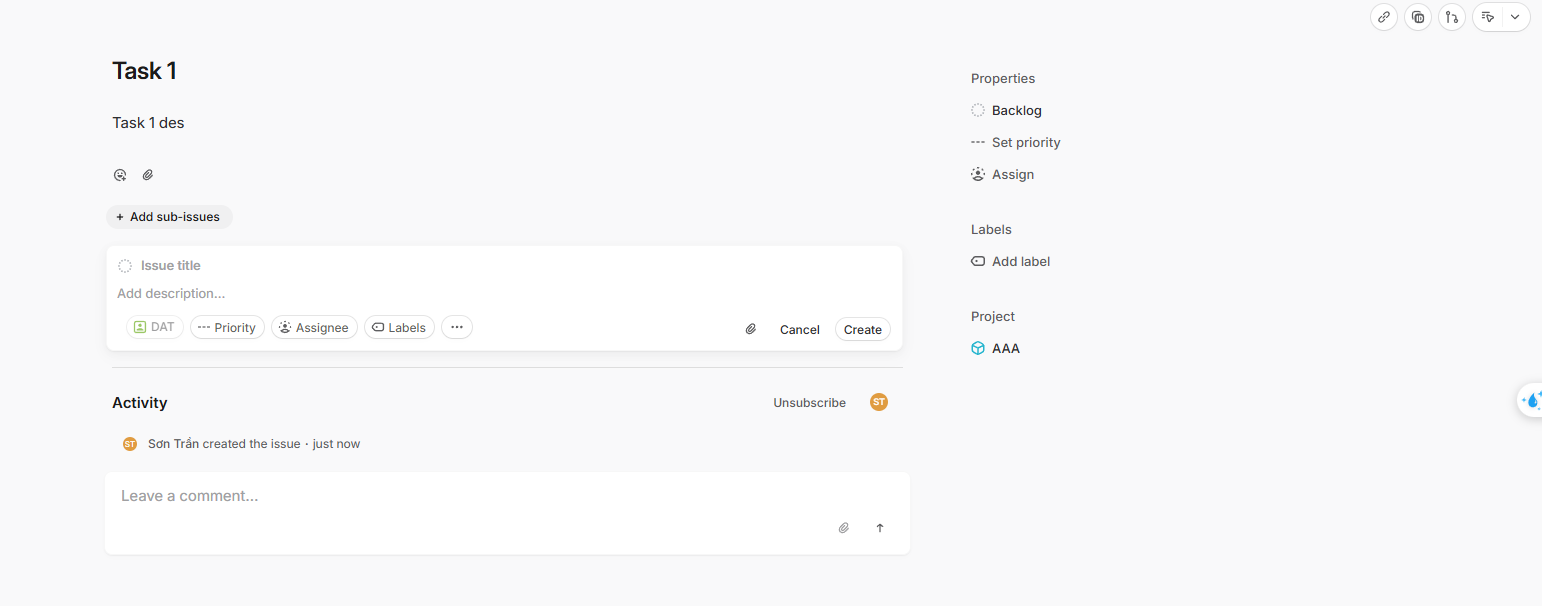 Task 1
Task 1 des
+ Add sub-issues
Issue title
Add description...
DAT Priority Assignee Labels ... Cancel Create
Activity Unsubscribe ST
ST Sơn Trần created the issue · just now
Leave a comment...
Properties
Backlog
Set priority
Assign
Labels
Add label
Project
AAA